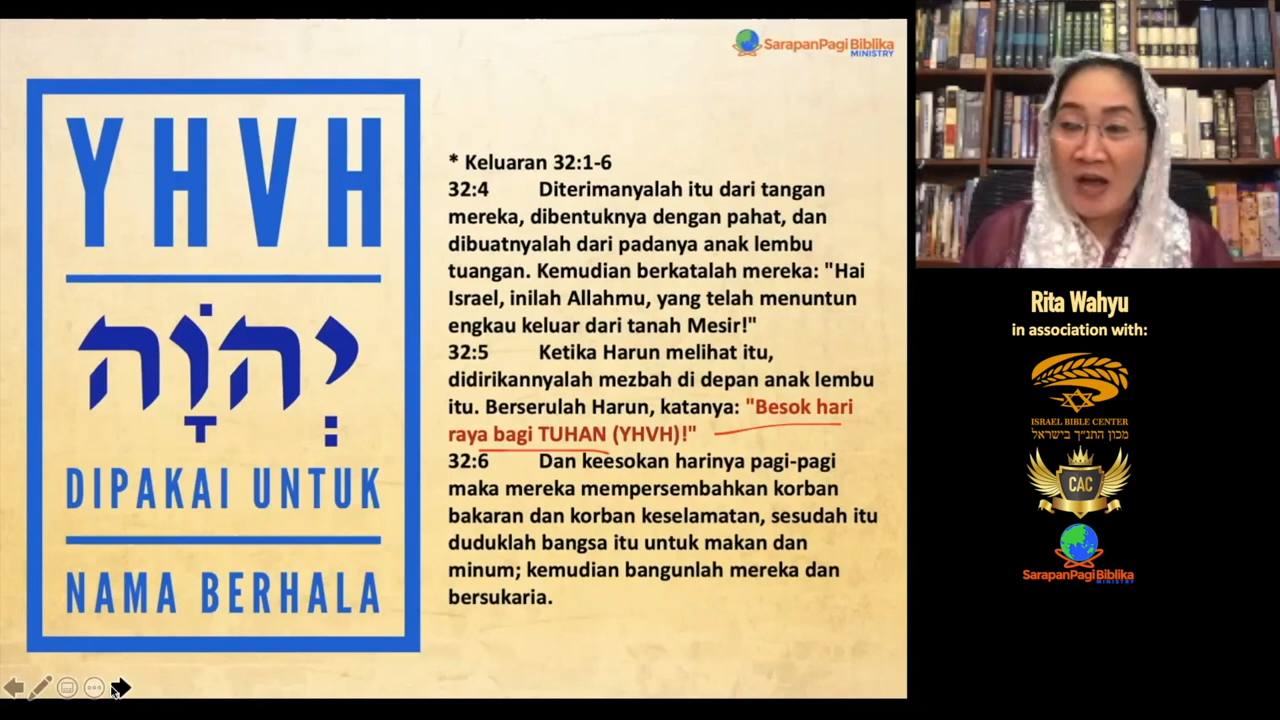 SarapanPagi Biblika
MINISTRY
YHVH
יְהוָֹה
DIPAKAI UNTUK
NAMA BERHALA
* Keluaran 32:1-6
32:4 Diterimanyalah itu dari tangan
mereka, dibentuknya dengan pahat, dan
dibuatnyalah dari padanya anak lembu
tuangan. Kemudian berkatalah mereka: "Hai
Israel, inilah Allahmu, yang telah menuntun
engkau keluar dari tanah Mesir!"
32:5 Ketika Harun melihat itu,
didirikannyalah mezbah di depan anak lembu
itu. Berserulah Harun, katanya: "Besok hari
raya bagi TUHAN (YHVH)!"
32:6 Dan keesokan harinya pagi-pagi
maka mereka mempersembahkan korban
bakaran dan korban keselamatan, sesudah itu
duduklah bangsa itu untuk makan dan
minum; kemudian bangunlah mereka dan
bersukaria.
Rita Wahyu
in association with:
ISRAEL BIBLE CENTER
מכון התנ״ך בישראל
CAC
SarapanPagi Biblika
MINISTRY